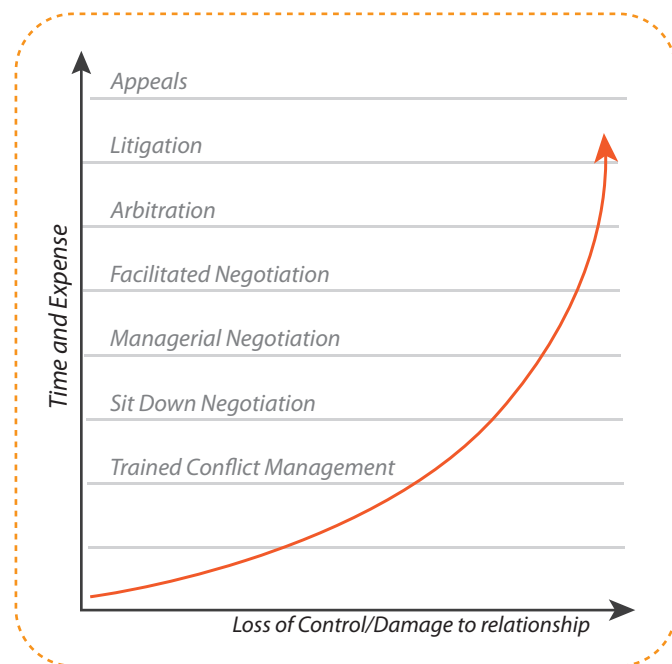 Appeals
Litigation
Arbitration
Facilitated Negotiation
Managerial Negotiation
Sit Down Negotiation
Trained Conflict Management
Time and Expense
Loss of Control/Damage to relationship